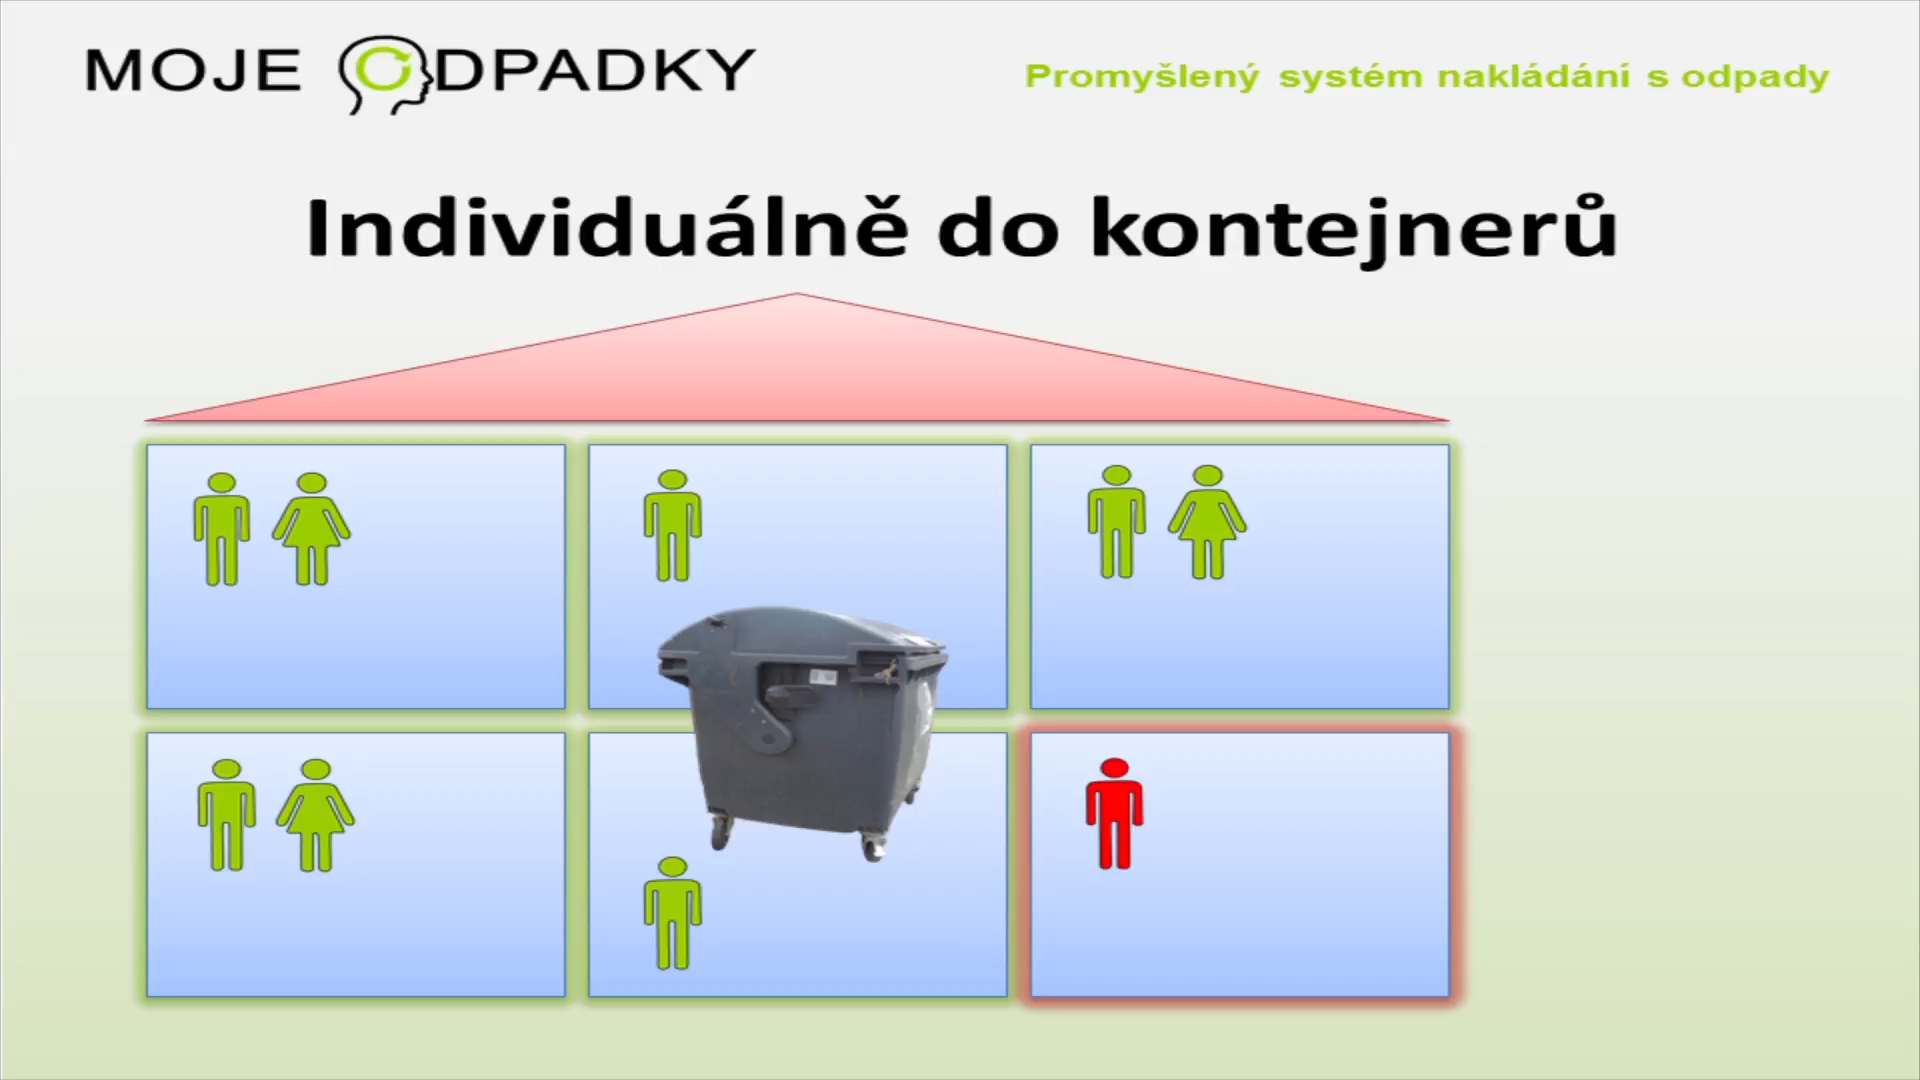 MOJE ODPADKY
Promyšlený systém nakládání s odpady
Individuálně do kontejnerů